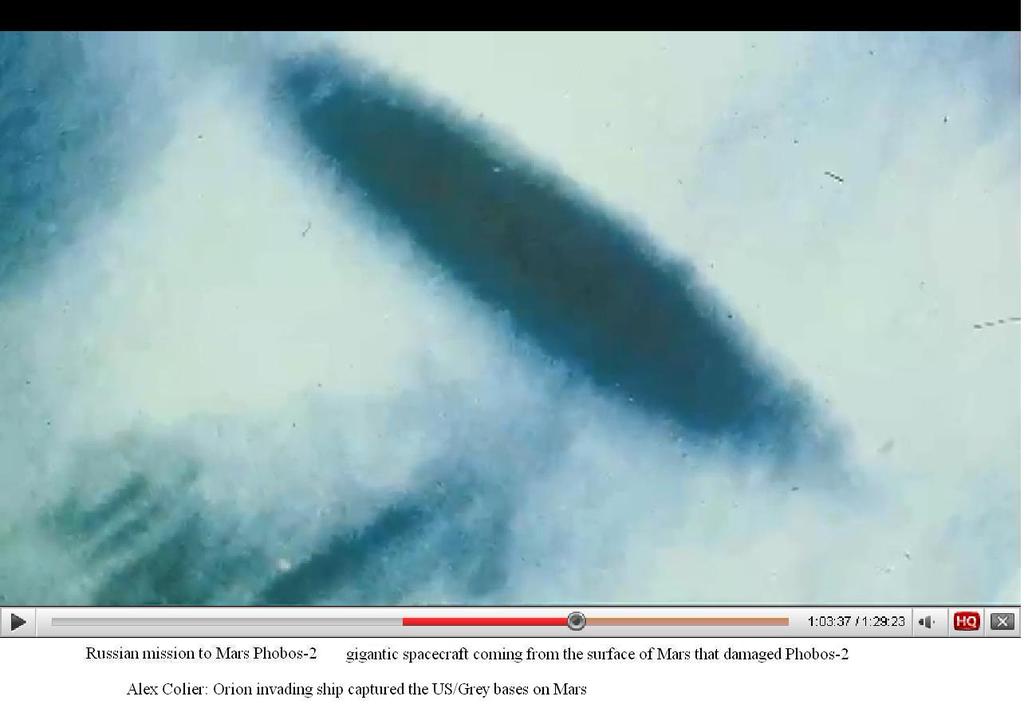 1:03:37 / 1:29:23 HQ
Russian mission to Mars Phobos-2 gigantic spacecraft coming from the surface of Mars that damaged Phobos-2
Alex Colier: Orion invading ship captured the US/Grey bases on Mars